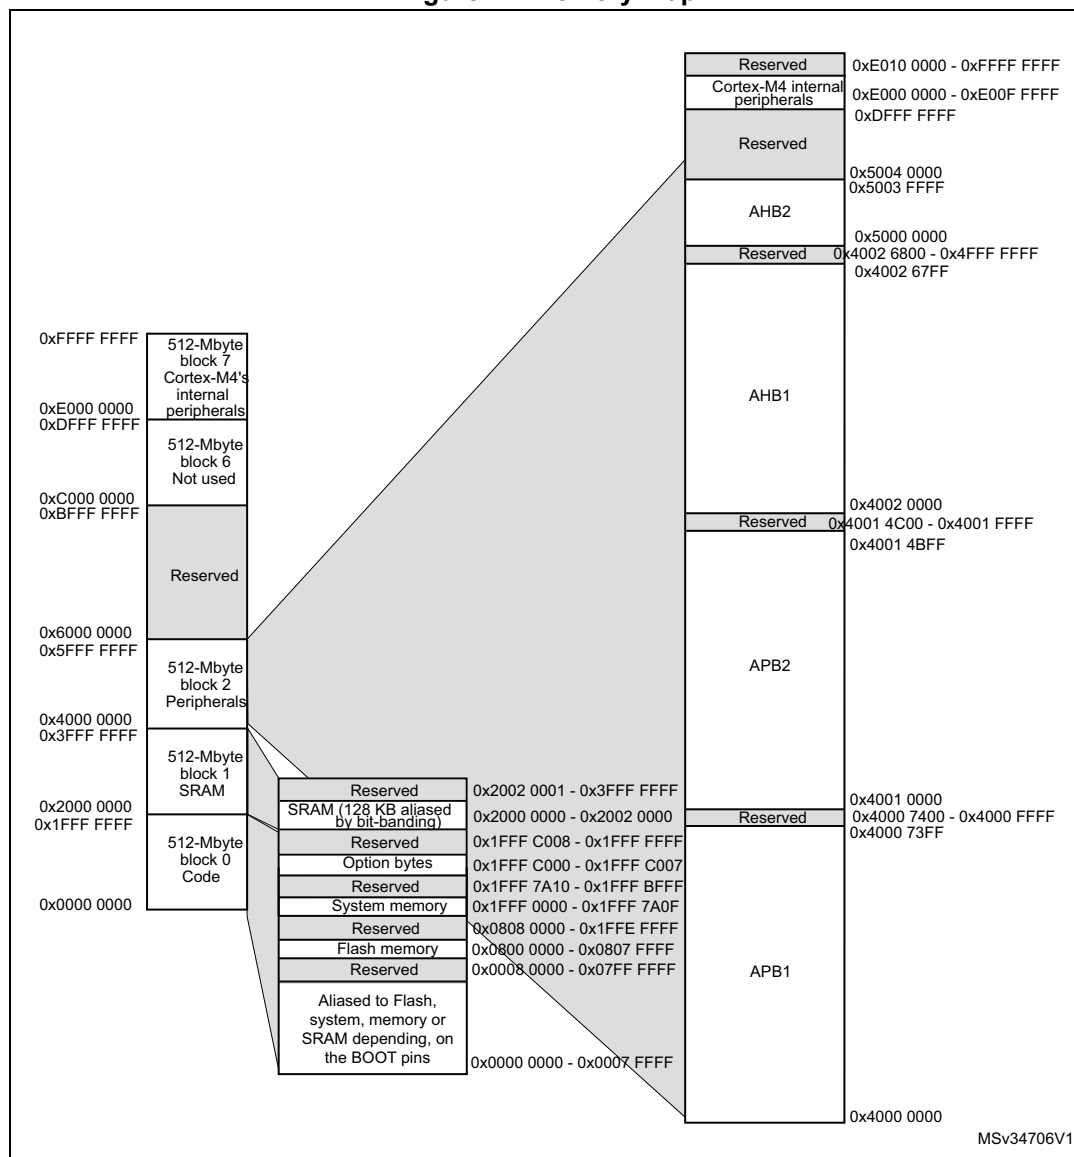 0xFFFF FFFF
512-Mbyte
block 7
Cortex-M4's
internal
peripherals
0xE000 0000
0xDFFF FFFF
512-Mbyte
block 6
Not used
0xC000 0000
0xBFFF FFFF
Reserved
0x6000 0000
0x5FFF FFFF
512-Mbyte
block 2
Peripherals
0x4000 0000
0x3FFF FFFF
512-Mbyte
block 1
SRAM
0x2000 0000
0x1FFF FFFF
512-Mbyte
block 0
Code
0x0000 0000
Reserved 0x2002 0001 - 0x3FFF FFFF
SRAM (128 KB aliased
by bit-banding) 0x2000 0000 - 0x2002 0000
Reserved 0x1FFF C008 - 0x1FFF FFFF
Option bytes 0x1FFF C000 - 0x1FFF C007
Reserved 0x1FFF 7A10 - 0x1FFF BFFF
System memory 0x1FFF 0000 - 0x1FFF 7A0F
Reserved 0x0808 0000 - 0x1FFE FFFF
Flash memory 0x0800 0000 - 0x0807 FFFF
Reserved 0x0008 0000 - 0x07FF FFFF
Aliased to Flash,
system, memory or
SRAM depending, on
the BOOT pins
0x0000 0000 - 0x0007 FFFF
Reserved 0xE010 0000 - 0xFFFF FFFF
Cortex-M4 internal
peripherals 0xE000 0000 - 0xE00F FFFF
0xDFFF FFFF
Reserved
0x5004 0000
0x5003 FFFF
AHB2
0x5000 0000
Reserved 0x4002 6800 - 0x4FFF FFFF
0x4002 67FF
AHB1
0x4002 0000
Reserved 0x4001 4C00 - 0x4001 FFFF
0x4001 4BFF
APB2
0x4001 0000
Reserved 0x4000 7400 - 0x4000 FFFF
0x4000 73FF
APB1
0x4000 0000
MSv34706V1